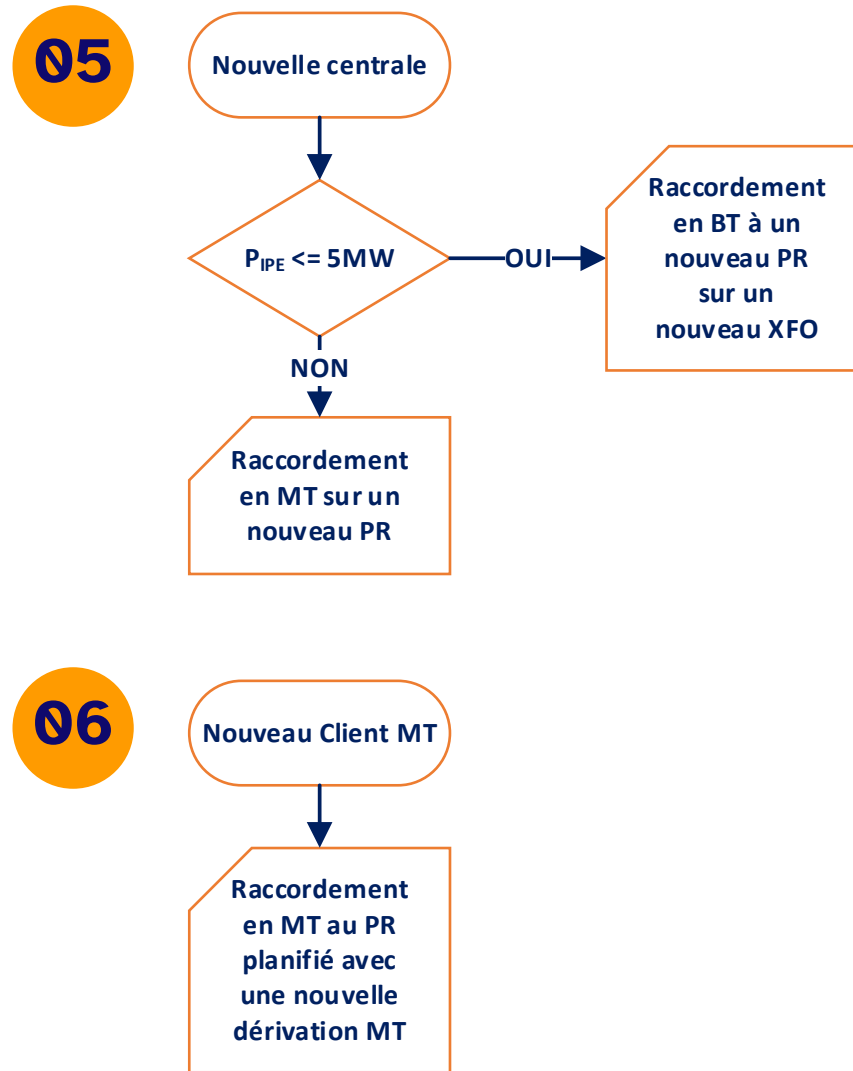 05
Nouvelle centrale
P_IPE <= 5MW
OUI
Raccordement
en BT à un
nouveau PR
sur un
nouveau XFO
NON
Raccordement
en MT sur un
nouveau PR
06
Nouveau Client MT
Raccordement
en MT au PR
planifié avec
une nouvelle
dérivation MT